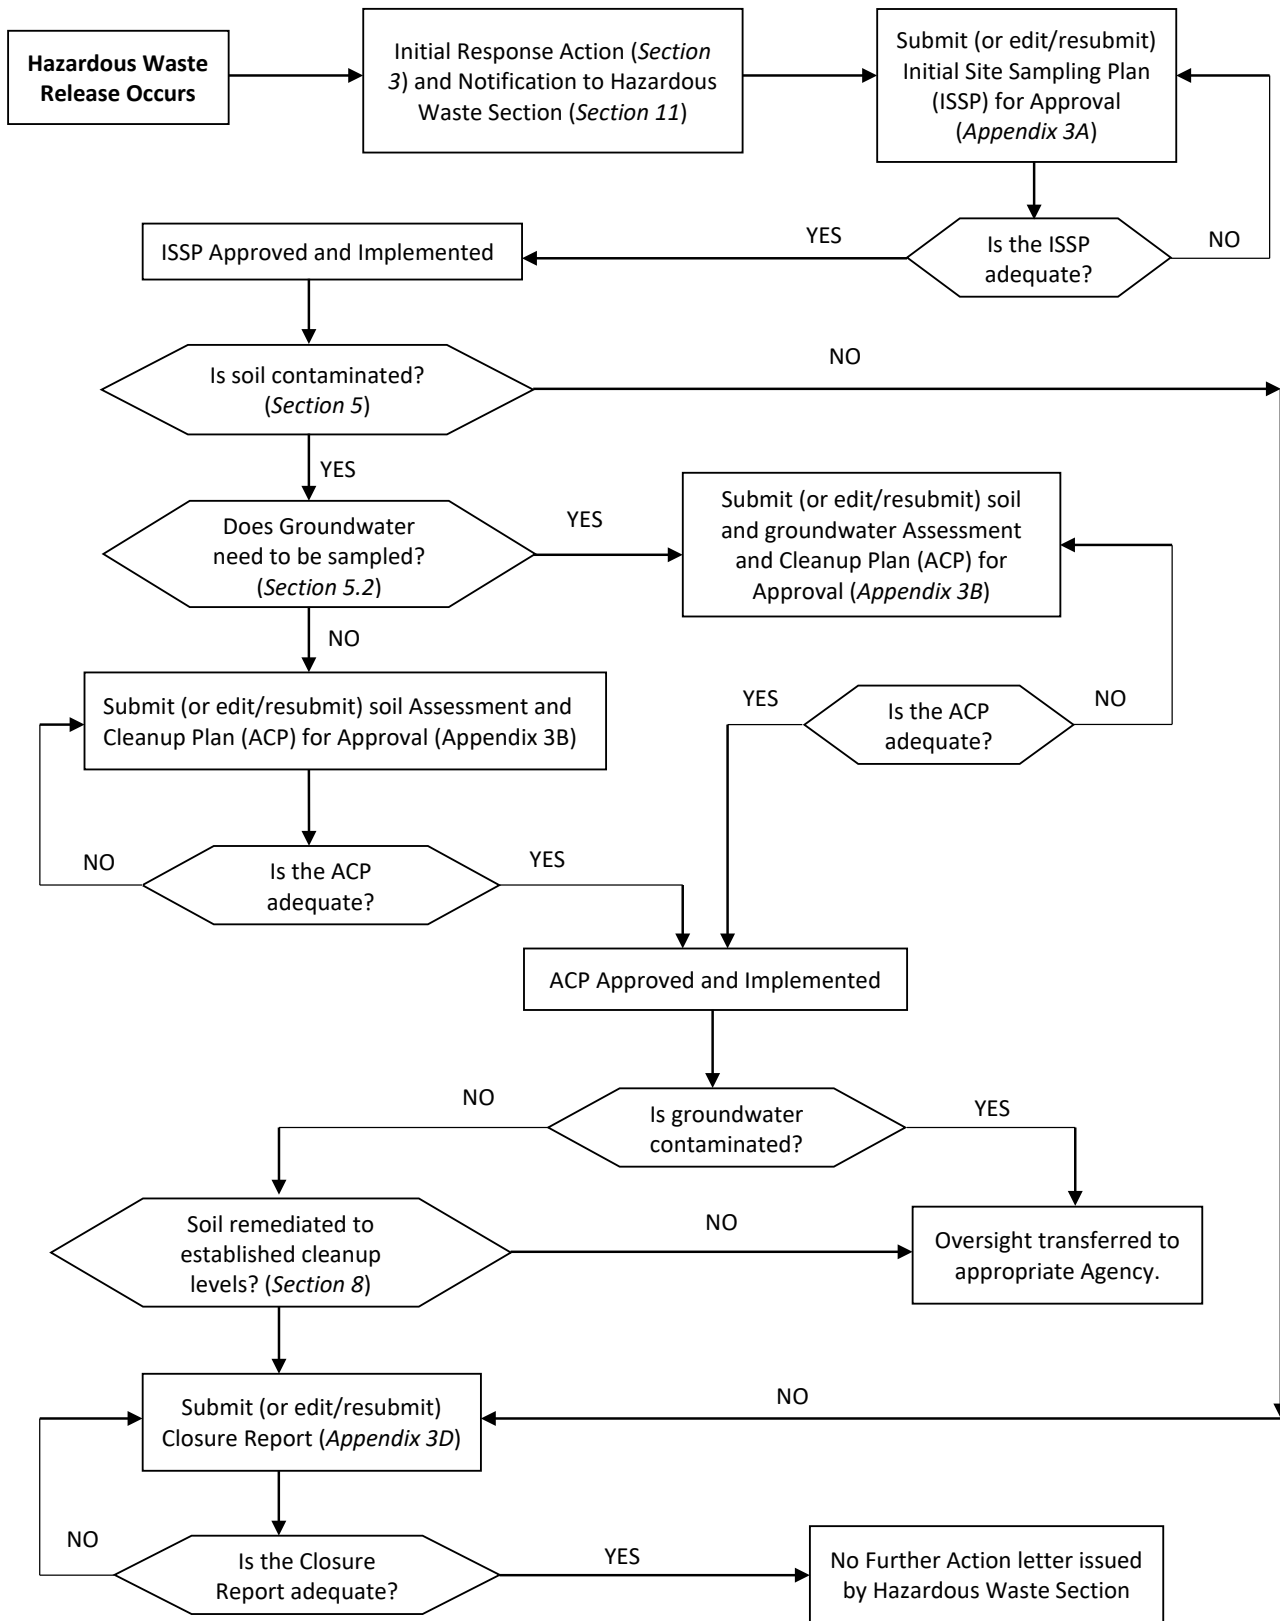 Hazardous Waste
Release Occurs
Initial Response Action (Section
3) and Notification to Hazardous
Waste Section (Section 11)
Submit (or edit/resubmit)
Initial Site Sampling Plan
(ISSP) for Approval
(Appendix 3A)
ISSP Approved and Implemented
YES
Is the ISSP
adequate?
NO
Is soil contaminated?
(Section 5)
NO
YES
Does Groundwater
need to be sampled?
(Section 5.2)
YES
Submit (or edit/resubmit) soil
and groundwater Assessment
and Cleanup Plan (ACP) for
Approval (Appendix 3B)
NO
Submit (or edit/resubmit) soil Assessment and
Cleanup Plan (ACP) for Approval (Appendix 3B)
YES
Is the ACP
adequate?
NO
NO
Is the ACP
adequate?
YES
ACP Approved and Implemented
NO
Is groundwater
contaminated?
YES
Soil remediated to
established cleanup
levels? (Section 8)
NO
Oversight transferred to
appropriate Agency.
Submit (or edit/resubmit)
Closure Report (Appendix 3D)
NO
NO
Is the Closure
Report adequate?
YES
No Further Action letter issued
by Hazardous Waste Section